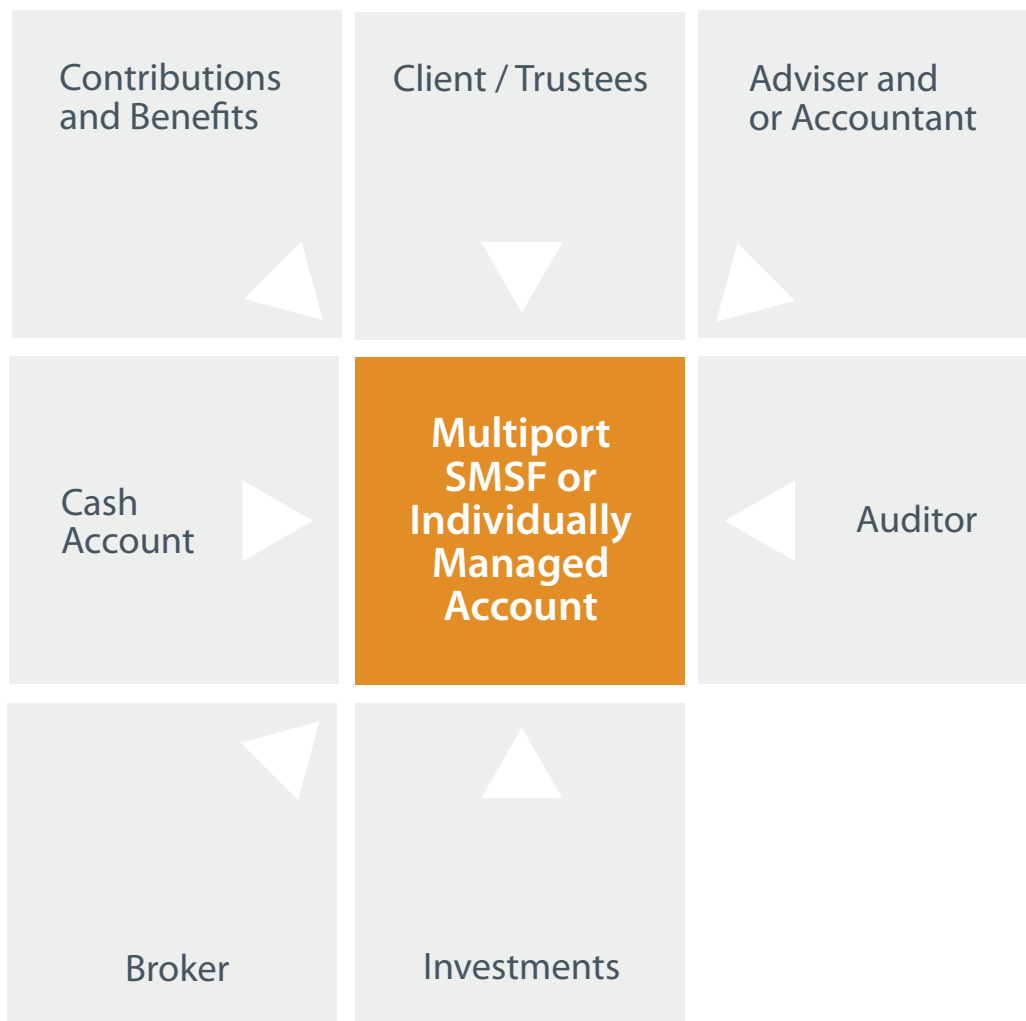 Contributions
and Benefits
Client / Trustees
Adviser and
or Accountant
Cash
Account
Multiport
SMSF or
Individually
Managed
Account
Auditor
Broker
Investments